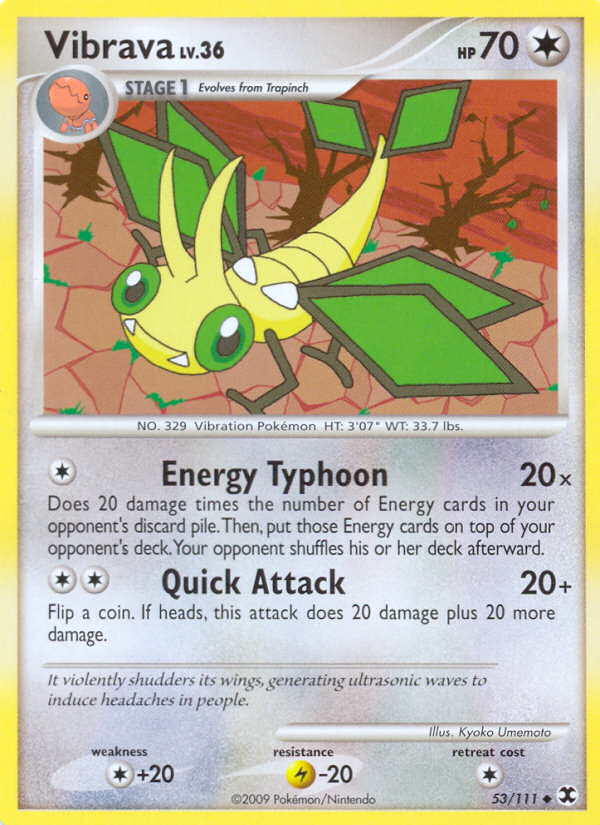 Vibrava LV.36 HP 70
STAGE 1 Evolves from Trapinch
NO. 329 Vibration Pokémon HT: 3'07" WT: 33.7 lbs.
Energy Typhoon 20x
Does 20 damage times the number of Energy cards in your
opponent's discard pile. Then, put those Energy cards on top of your
opponent's deck. Your opponent shuffles his or her deck afterward.
Quick Attack 20+
Flip a coin. If heads, this attack does 20 damage plus 20 more
damage.
It violently shudders its wings, generating ultrasonic waves to
induce headaches in people.
Illus. Kyoko Umemoto
weakness resistance retreat cost
+20 -20
©2009 Pokémon/Nintendo 53/111